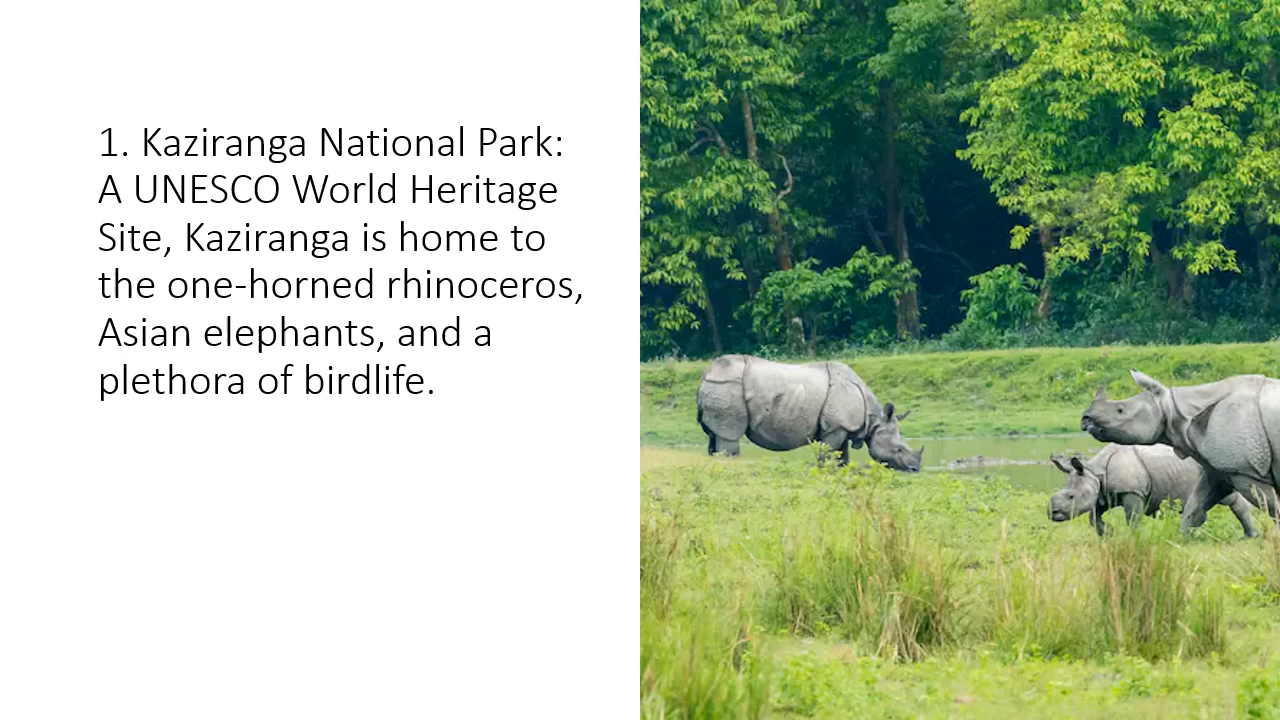 1. Kaziranga National Park:
A UNESCO World Heritage
Site, Kaziranga is home to
the one-horned rhinoceros,
Asian elephants, and a
plethora of birdlife.